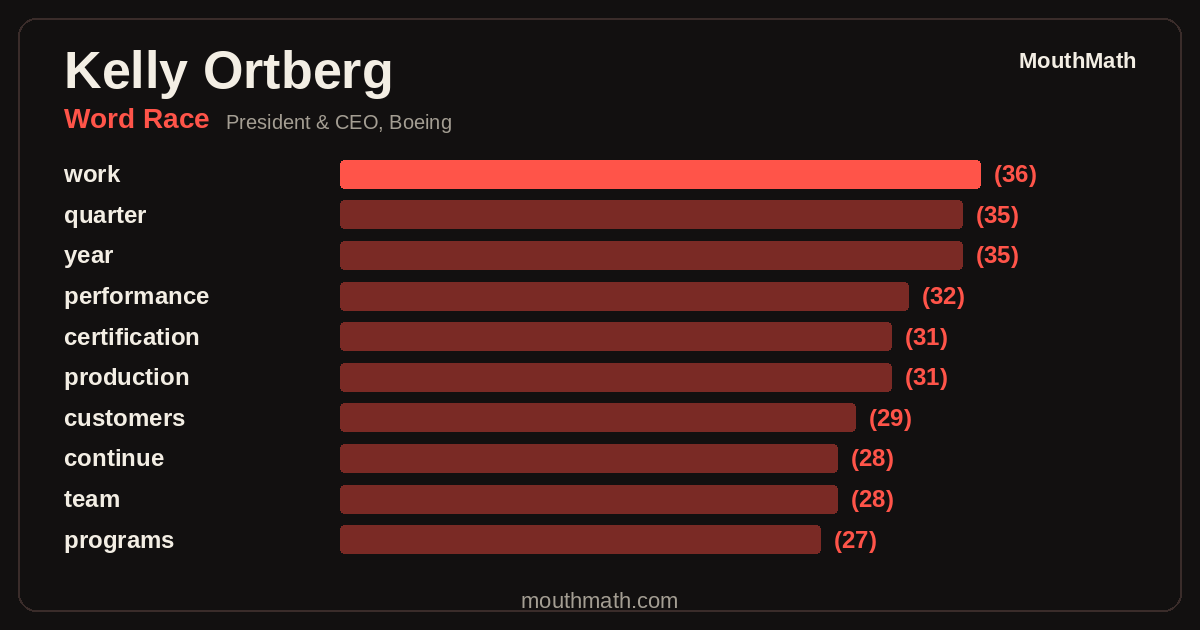 Kelly Ortberg
MouthMath
Word Race President & CEO, Boeing
work (36)
quarter (35)
year (35)
performance (32)
certification (31)
production (31)
customers (29)
continue (28)
team (28)
programs (27)
mouthmath.com